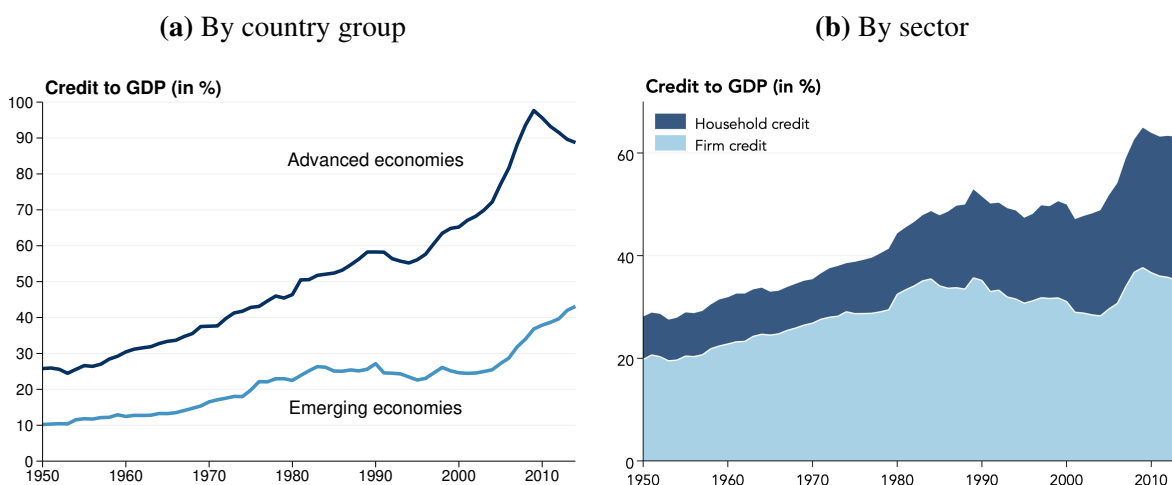 (a) By country group
Credit to GDP (in %)
100
90
80
70
60
50
40
30
20
10
0
Advanced economies
Emerging economies
1950 1960 1970 1980 1990 2000 2010
(b) By sector
Credit to GDP (in %)
Household credit
Firm credit
60
40
20
0
1950 1960 1970 1980 1990 2000 2010